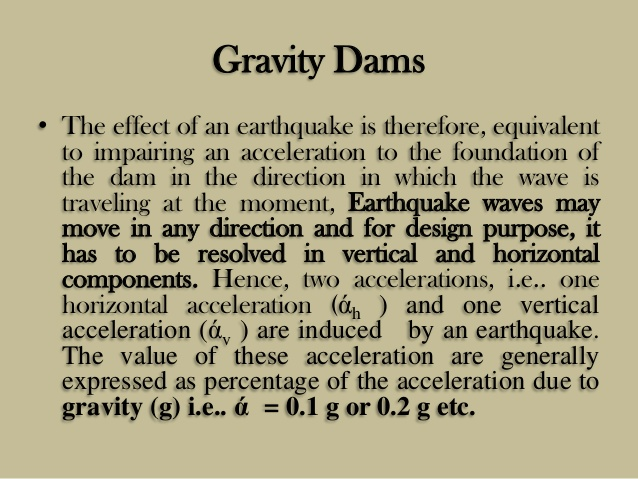 Gravity Dams
• The effect of an earthquake is therefore, equivalent
to impairing an acceleration to the foundation of
the dam in the direction in which the wave is
traveling at the moment, Earthquake waves may
move in any direction and for design purpose, it
has to be resolved in vertical and horizontal
components. Hence, two accelerations, i.e.. one
horizontal acceleration (άh ) and one vertical
acceleration (άv ) are induced by an earthquake.
The value of these acceleration are generally
expressed as percentage of the acceleration due to
gravity (g) i.e.. ά = 0.1 g or 0.2 g etc.